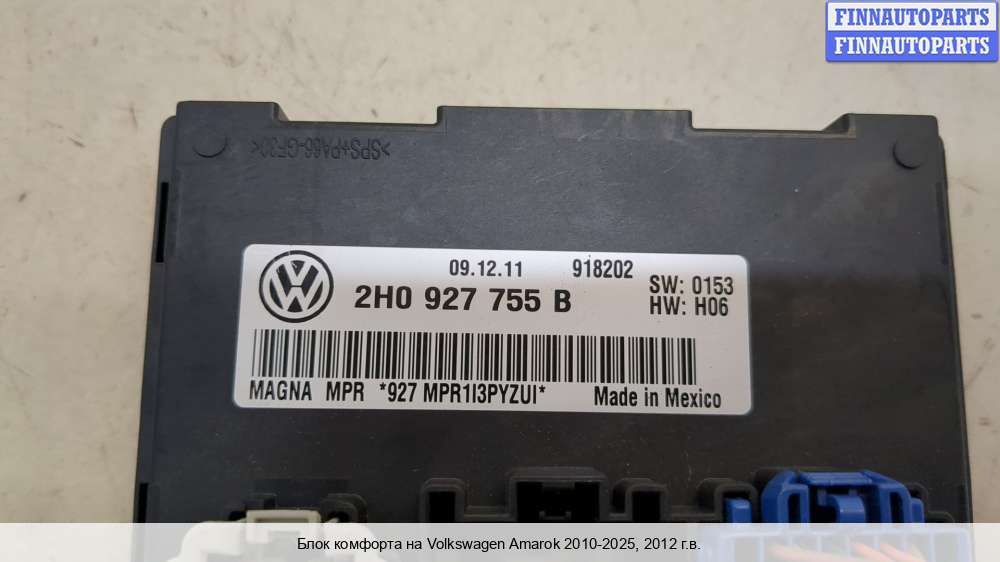 FINNAUTOPARTS
FINNAUTOPARTS
>SPS+PA66-GF30<
09.12.11 918202
2H0 927 755 B
SW: 0153
HW: H06
MAGNA MPR *927 MPR1I3PYZUI* Made in Mexico
Блок комфорта на Volkswagen Amarok 2010-2025, 2012 г.в.